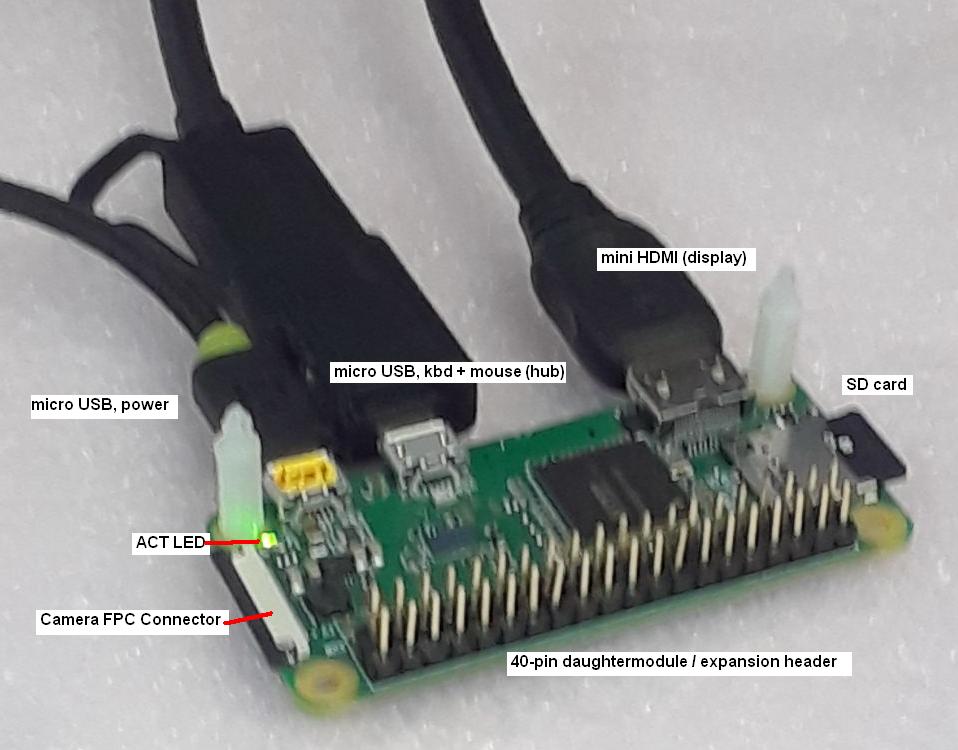 mini HDMI (display)
micro USB, kbd + mouse (hub)
SD card
micro USB, power
ACT LED
Camera FPC Connector
40-pin daughtermodule / expansion header